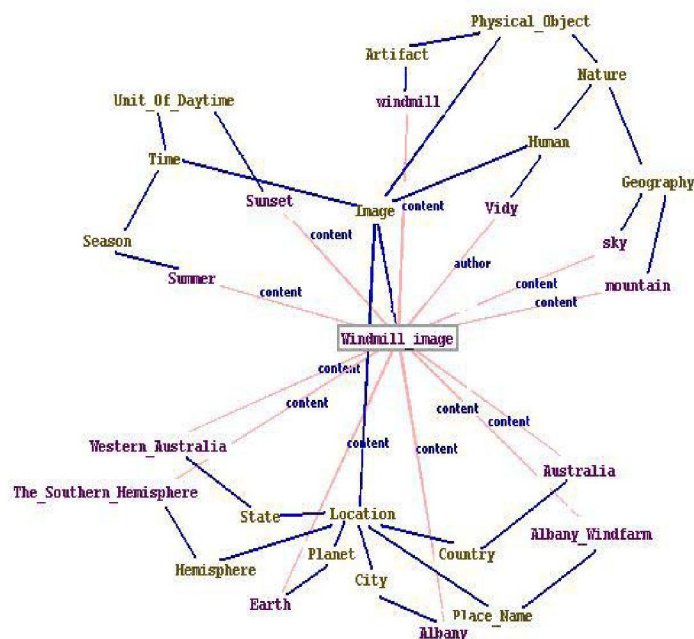 Physical_Object
Artifact
Nature
windmill
Unit_Of_Daytime
Human
Time
Geography
Sunset
Image
content
Vidy
Season
content
sky
author
Summer
content
content
mountain
content
Windmill_image
content
content
content
content
Western_Australia
content
content
Australia
The_Southern_Hemisphere
State
Location
Albany_Windfarm
Planet
Country
Hemisphere
City
Earth
Place_Name
Albany